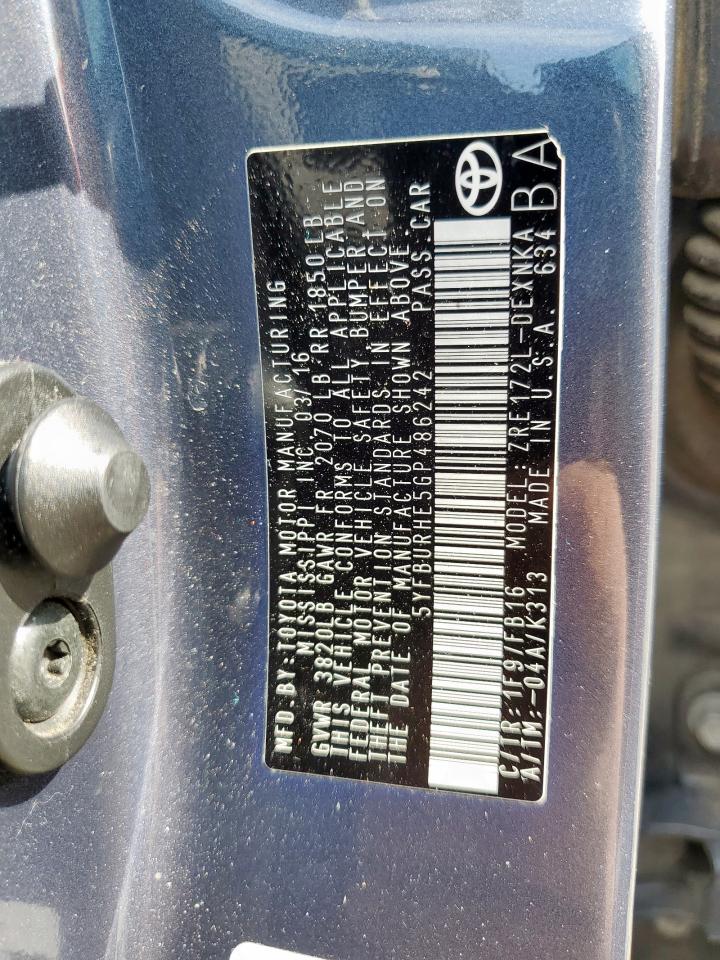 MFD.BY:TOYOTA MOTOR MANUFACTURING
MISSISSIPPI INC 03/16
GVWR 3820LB GAWR FR 2070 LB RR 1850 LB
THIS VEHICLE CONFORMS TO ALL APPLICABLE
FEDERAL MOTOR VEHICLE SAFETY BUMPER AND
THEFT PREVENTION STANDARDS IN EFFECT ON
THE DATE OF MANUFACTURE SHOWN ABOVE
5YFBURHE5GP486242 PASS.CAR
C/TR:1F9/FB16 MODEL: ZRE172L-DEXNKA
A/TM:-04A/K313 MADE IN U.S.A. 634 BA